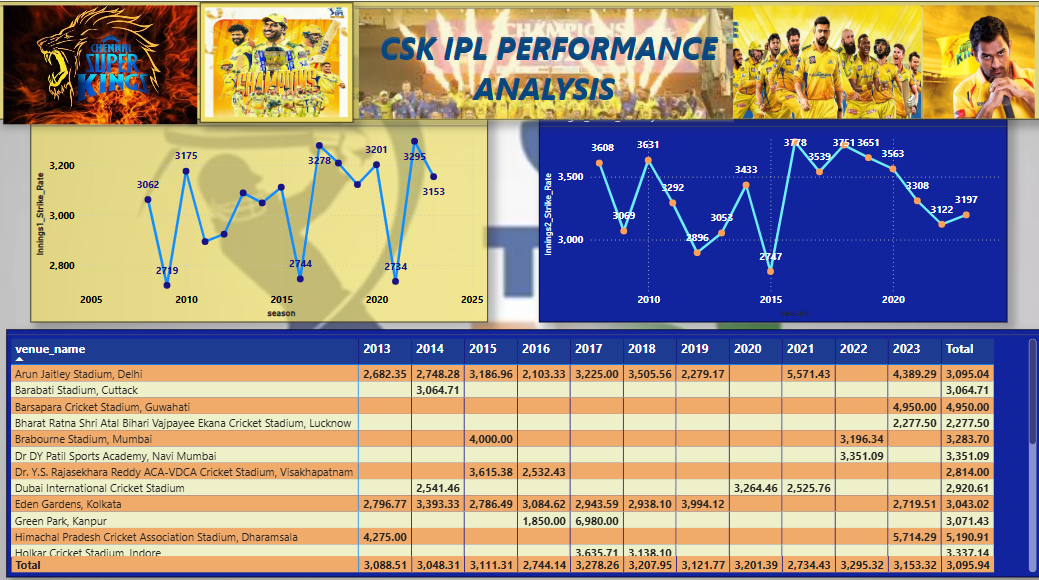 CHENNAI
SUPER
KINGS
CHAMPIONS
CSK IPL PERFORMANCE
ANALYSIS
Innings1_Strike_Rate
3,200
3,000
2,800
3062
2719
3175
2744
3278
3201
2734
3295
3153
2005 2010 2015 2020 2025
season
Innings2_Strike_Rate
3,500
3,000
3608
3069
3631
3292
2896
3053
3433
2747
3778
3539
3751
3651
3563
3308
3122
3197
2010 2015 2020
venue_name 2013 2014 2015 2016 2017 2018 2019 2020 2021 2022 2023 Total
Arun Jaitley Stadium, Delhi 2,682.35 2,748.28 3,186.96 2,103.33 3,225.00 3,505.56 2,279.17 5,571.43 4,389.29 3,095.04
Barabati Stadium, Cuttack 3,064.71 3,064.71
Barsapara Cricket Stadium, Guwahati 4,950.00 4,950.00
Bharat Ratna Shri Atal Bihari Vajpayee Ekana Cricket Stadium, Lucknow 2,277.50 2,277.50
Brabourne Stadium, Mumbai 4,000.00 3,196.34 3,283.70
Dr DY Patil Sports Academy, Navi Mumbai 3,351.09 3,351.09
Dr. Y.S. Rajasekhara Reddy ACA-VDCA Cricket Stadium, Visakhapatnam 3,615.38 2,532.43 2,814.00
Dubai International Cricket Stadium 2,541.46 3,264.46 2,525.76 2,920.61
Eden Gardens, Kolkata 2,796.77 3,393.33 2,786.49 3,084.62 2,943.59 2,938.10 3,994.12 2,719.51 3,043.02
Green Park, Kanpur 1,850.00 6,980.00 3,071.43
Himachal Pradesh Cricket Association Stadium, Dharamsala 4,275.00 5,714.29 5,190.91
Holkar Cricket Stadium, Indore 3,635.71 3,138.10 3,337.14
Total 3,088.51 3,048.31 3,111.31 2,744.14 3,278.26 3,207.95 3,121.77 3,201.39 2,734.43 3,295.32 3,153.32 3,095.94